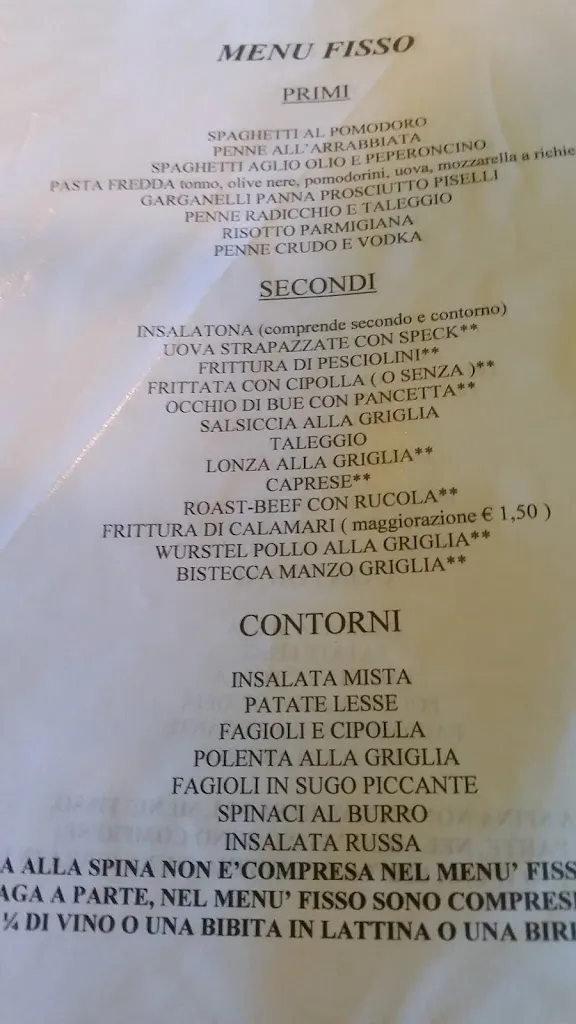 MENU FISSO
PRIMI
SPAGHETTI AL POMODORO
PENNE ALL'ARRABBIATA
SPAGHETTI AGLIO OLIO E PEPERONCINO
PASTA FREDDA tonno, olive nere, pomodorini, uova, mozzarella a richie
GARGANELLI PANNA PROSCIUTTO PISELLI
PENNE RADICCHIO E TALEGGIO
RISOTTO PARMIGIANA
PENNE CRUDO E VODKA
SECONDI
INSALATONA (comprende secondo e contorno)
UOVA STRAPAZZATE CON SPECK**
FRITTURA DI PESCIOLINI**
FRITTATA CON CIPOLLA ( O SENZA )**
OCCHIO DI BUE CON PANCETTA**
SALSICCIA ALLA GRIGLIA
TALEGGIO
LONZA ALLA GRIGLIA**
CAPRESE**
ROAST-BEEF CON RUCOLA**
FRITTURA DI CALAMARI ( maggiorazione € 1,50 )
WURSTEL POLLO ALLA GRIGLIA**
BISTECCA MANZO GRIGLIA**
CONTORNI
INSALATA MISTA
PATATE LESSE
FAGIOLI E CIPOLLA
POLENTA ALLA GRIGLIA
FAGIOLI IN SUGO PICCANTE
SPINACI AL BURRO
INSALATA RUSSA
A ALLA SPINA NON E'COMPRESA NEL MENU' FISS
AGA A PARTE, NEL MENU' FISSO SONO COMPRESI
¼ DI VINO O UNA BIBITA IN LATTINA O UNA BIRI